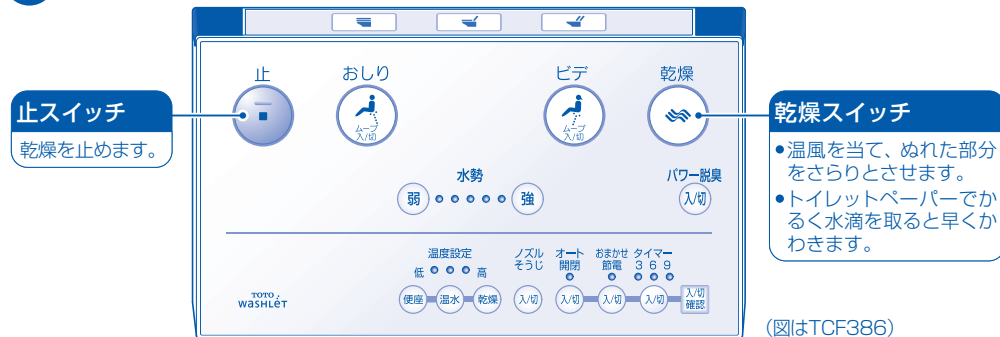 止スイッチ
乾燥を止めます。
止
おしり
ムーブ
入/切
ビデ
ムーブ
入/切
乾燥
水勢
弱
強
パワー脱臭
入/切
温度設定
低
高
便座
温水
乾燥
ノズル
そうじ
入/切
オート
開閉
入/切
おまかせ
節電
入/切
タイマー
3 6 9
入/切
入/切
確認
TOTO
WASHLET
乾燥スイッチ
•温風を当て、ぬれた部分
をさらりとさせます。
•トイレットペーパーでか
るく水滴を取ると早くか
わきます。
(図はTCF386)